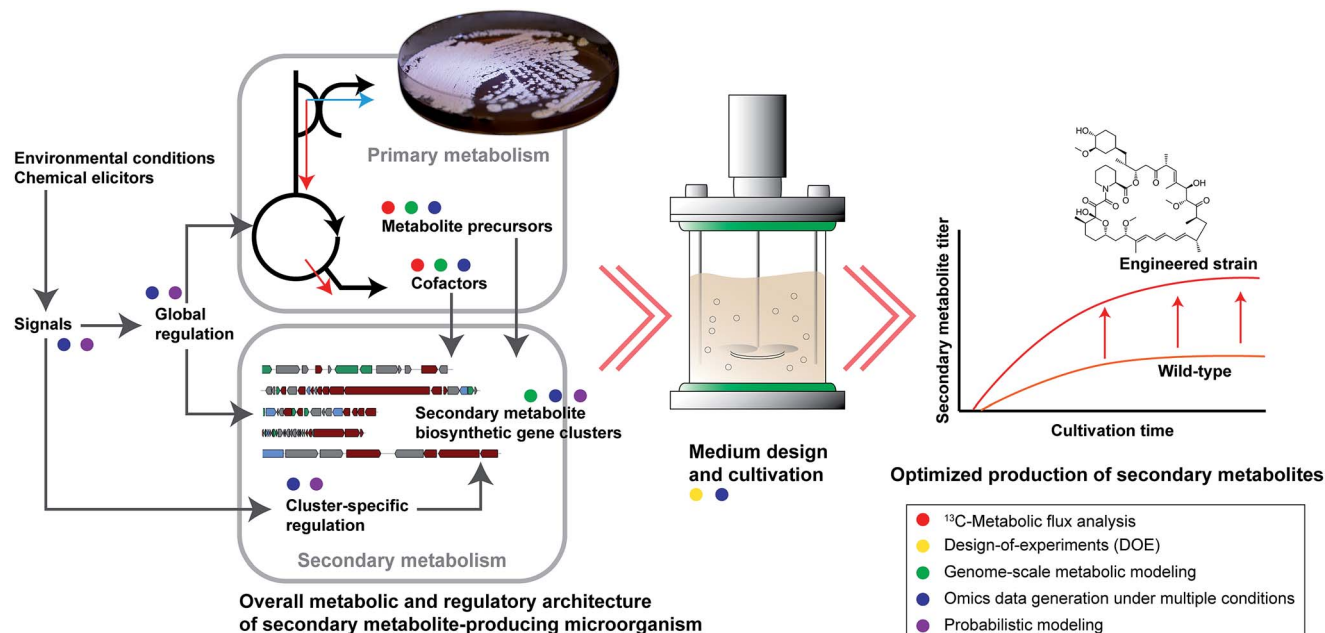 Environmental conditions
Chemical elicitors
Signals
Global
regulation
Primary metabolism
Metabolite precursors
Cofactors
Secondary metabolite
biosynthetic gene clusters
Cluster-specific
regulation
Secondary metabolism
Overall metabolic and regulatory architecture
of secondary metabolite-producing microorganism
Medium design
and cultivation
HO
O
O
O
N
O
O
O
HO
O
O
OH
O
O
Engineered strain
Wild-type
Secondary metabolite titer
Cultivation time
Optimized production of secondary metabolites
¹³C-Metabolic flux analysis
Design-of-experiments (DOE)
Genome-scale metabolic modeling
Omics data generation under multiple conditions
Probabilistic modeling